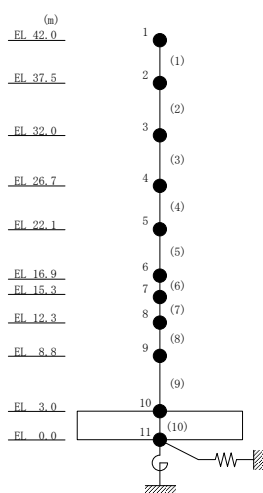 (m)
EL 42.0
1
(1)
EL 37.5
2
(2)
EL 32.0
3
(3)
EL 26.7
4
(4)
EL 22.1
5
(5)
EL 16.9
6
(6)
EL 15.3
7
(7)
EL 12.3
8
(8)
EL 8.8
9
(9)
EL 3.0
10
(10)
EL 0.0
11